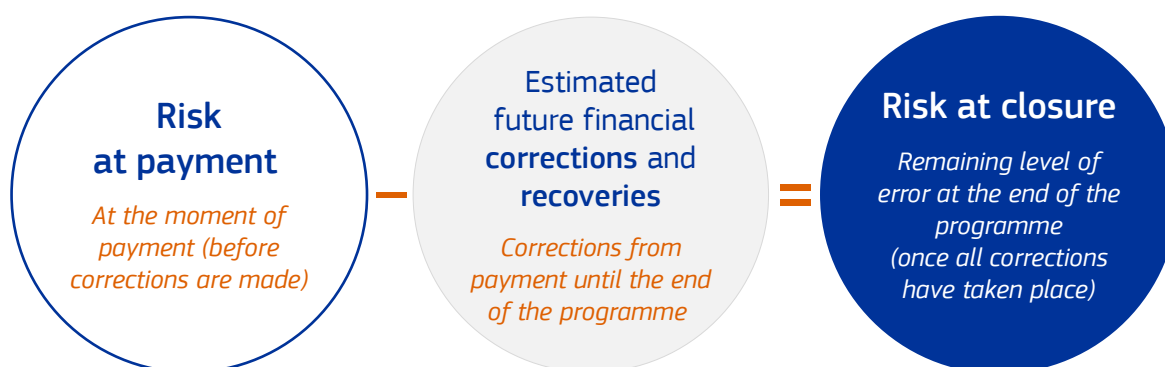 Risk
at payment
At the moment of
payment (before
corrections are made)
–
Estimated
future financial
corrections and
recoveries
Corrections from
payment until the end
of the programme
=
Risk at closure
Remaining level of
error at the end of the
programme
(once all corrections
have taken place)